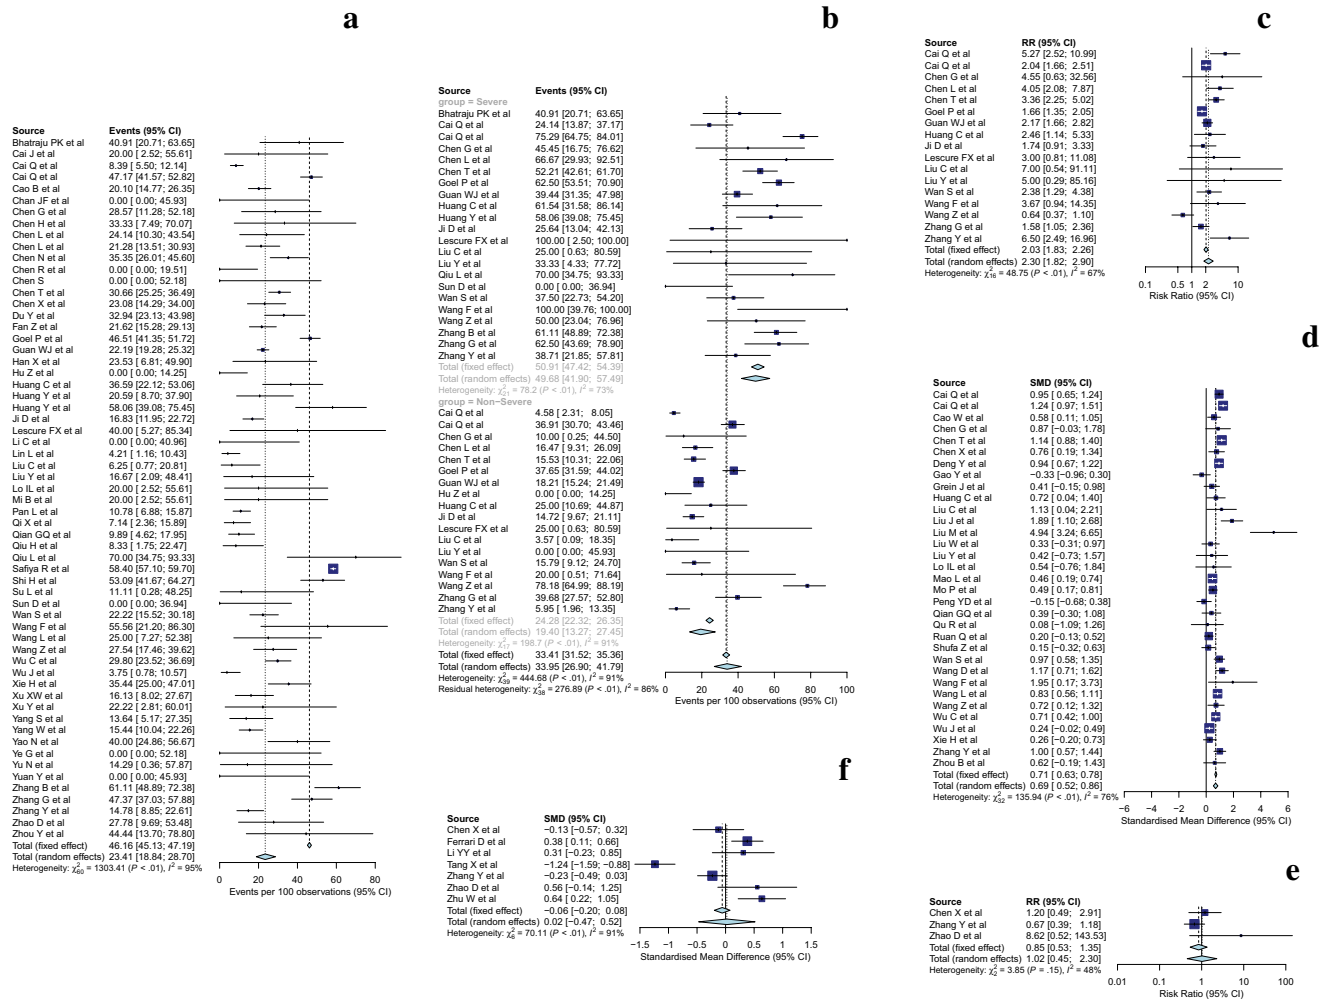 a
Source Events (95% CI)
Bhatraju PK et al 40.91 [20.71; 63.65]
Cai J et al 20.00 [ 2.52; 55.61]
Cai Q et al 8.39 [ 5.50; 12.14]
Cai Q et al 47.17 [41.57; 52.82]
Cao B et al 20.10 [14.77; 26.35]
Chan JF et al 0.00 [ 0.00; 45.93]
Chen G et al 28.57 [11.28; 52.18]
Chen H et al 33.33 [ 7.49; 70.07]
Chen L et al 24.14 [10.30; 43.54]
Chen L et al 21.28 [13.51; 30.93]
Chen N et al 35.35 [26.01; 45.60]
Chen R et al 0.00 [ 0.00; 19.51]
Chen S 0.00 [ 0.00; 52.18]
Chen T et al 30.66 [25.25; 36.49]
Chen X et al 23.08 [14.29; 34.00]
Du Y et al 32.94 [23.13; 43.98]
Fan Z et al 21.62 [15.28; 29.13]
Goel P et al 46.51 [41.35; 51.72]
Guan WJ et al 22.19 [19.28; 25.32]
Han X et al 23.53 [ 6.81; 49.90]
Hu Z et al 0.00 [ 0.00; 14.25]
Huang C et al 36.59 [22.12; 53.06]
Huang Y et al 20.59 [ 8.70; 37.90]
Huang Y et al 58.06 [39.08; 75.45]
Ji D et al 16.83 [11.95; 22.72]
Lescure FX et al 40.00 [ 5.27; 85.34]
Li C et al 0.00 [ 0.00; 40.96]
Lin L et al 4.21 [ 1.16; 10.43]
Liu C et al 6.25 [ 0.77; 20.81]
Liu Y et al 16.67 [ 2.09; 48.41]
Lo IL et al 20.00 [ 2.52; 55.61]
Mi B et al 20.00 [ 2.52; 55.61]
Pan L et al 10.78 [ 6.88; 15.87]
Qi X et al 7.14 [ 2.36; 15.89]
Qian GQ et al 9.89 [ 4.62; 17.95]
Qiu H et al 8.33 [ 1.75; 22.47]
Qiu L et al 70.00 [34.75; 93.33]
Safiya R et al 58.40 [57.10; 59.70]
Shi H et al 53.09 [41.67; 64.27]
Su L et al 11.11 [ 0.28; 48.25]
Sun D et al 0.00 [ 0.00; 36.94]
Wan S et al 22.22 [15.52; 30.18]
Wang F et al 55.56 [21.20; 86.30]
Wang L et al 25.00 [ 7.27; 52.38]
Wang Z et al 27.54 [17.46; 39.62]
Wu C et al 29.80 [23.52; 36.69]
Wu J et al 3.75 [ 0.78; 10.57]
Xie H et al 35.44 [25.00; 47.01]
Xu XW et al 16.13 [ 8.02; 27.67]
Xu Y et al 22.22 [ 2.81; 60.01]
Yang S et al 13.64 [ 5.17; 27.35]
Yang W et al 15.44 [10.04; 22.26]
Yao N et al 40.00 [24.86; 56.67]
Ye G et al 0.00 [ 0.00; 52.18]
Yu N et al 14.29 [ 0.36; 57.87]
Yuan Y et al 0.00 [ 0.00; 45.93]
Zhang B et al 61.11 [48.89; 72.38]
Zhang G et al 47.37 [37.03; 57.88]
Zhang Y et al 14.78 [ 8.85; 22.61]
Zhao D et al 27.78 [ 9.69; 53.48]
Zhou Y et al 44.44 [13.70; 78.80]
Total (fixed effect) 46.16 [45.13; 47.19]
Total (random effects) 23.41 [18.84; 28.70]
Heterogeneity: χ²₆₀ = 1303.41 (P < .01), I² = 95%
0 20 40 60 80
Events per 100 observations (95% CI)
b
Source Events (95% CI)
group = Severe
Bhatraju PK et al 40.91 [20.71; 63.65]
Cai Q et al 24.14 [13.87; 37.17]
Cai Q et al 75.29 [64.75; 84.01]
Chen G et al 45.45 [16.75; 76.62]
Chen L et al 66.67 [29.93; 92.51]
Chen T et al 52.21 [42.61; 61.70]
Goel P et al 62.50 [53.51; 70.90]
Guan WJ et al 39.44 [31.35; 47.98]
Huang C et al 61.54 [31.58; 86.14]
Huang Y et al 58.06 [39.08; 75.45]
Ji D et al 25.64 [13.04; 42.13]
Lescure FX et al 100.00 [ 2.50; 100.00]
Liu C et al 25.00 [ 0.63; 80.59]
Liu Y et al 33.33 [ 4.33; 77.72]
Qiu L et al 70.00 [34.75; 93.33]
Sun D et al 0.00 [ 0.00; 36.94]
Wan S et al 37.50 [22.73; 54.20]
Wang F et al 100.00 [39.76; 100.00]
Wang Z et al 50.00 [23.04; 76.96]
Zhang B et al 61.11 [48.89; 72.38]
Zhang G et al 62.50 [43.69; 78.90]
Zhang Y et al 38.71 [21.85; 57.81]
Total (fixed effect) 50.91 [47.42; 54.39]
Total (random effects) 49.68 [41.90; 57.49]
Heterogeneity: χ²₂₁ = 78.2 (P < .01), I² = 73%
group = Non-Severe
Cai Q et al 4.58 [ 2.31; 8.05]
Cai Q et al 36.91 [30.70; 43.46]
Chen G et al 10.00 [ 0.25; 44.50]
Chen L et al 16.47 [ 9.31; 26.09]
Chen T et al 15.53 [10.31; 22.06]
Goel P et al 37.65 [31.59; 44.02]
Guan WJ et al 18.21 [15.24; 21.49]
Hu Z et al 0.00 [ 0.00; 14.25]
Huang C et al 25.00 [10.69; 44.87]
Ji D et al 14.72 [ 9.67; 21.11]
Lescure FX et al 25.00 [ 0.63; 80.59]
Liu C et al 3.57 [ 0.09; 18.35]
Liu Y et al 0.00 [ 0.00; 45.93]
Wan S et al 15.79 [ 9.12; 24.70]
Wang F et al 20.00 [ 0.51; 71.64]
Wang Z et al 78.18 [64.99; 88.19]
Zhang G et al 39.68 [27.57; 52.80]
Zhang Y et al 5.95 [ 1.96; 13.35]
Total (fixed effect) 24.28 [22.32; 26.35]
Total (random effects) 19.40 [13.27; 27.45]
Heterogeneity: χ²₁₇ = 198.7 (P < .01), I² = 91%
Total (fixed effect) 33.41 [31.52; 35.36]
Total (random effects) 33.95 [26.90; 41.79]
Heterogeneity: χ²₃₉ = 444.68 (P < .01), I² = 91%
Residual heterogeneity: χ²₃₈ = 276.89 (P < .01), I² = 86%
0 20 40 60 80 100
Events per 100 observations (95% CI)
c
Source RR (95% CI)
Cai Q et al 5.27 [2.52; 10.99]
Cai Q et al 2.04 [1.66; 2.51]
Chen G et al 4.55 [0.63; 32.56]
Chen L et al 4.05 [2.08; 7.87]
Chen T et al 3.36 [2.25; 5.02]
Goel P et al 1.66 [1.35; 2.05]
Guan WJ et al 2.17 [1.66; 2.82]
Huang C et al 2.46 [1.14; 5.33]
Ji D et al 1.74 [0.91; 3.33]
Lescure FX et al 3.00 [0.81; 11.08]
Liu C et al 7.00 [0.54; 91.11]
Liu Y et al 5.00 [0.29; 85.16]
Wan S et al 2.38 [1.29; 4.38]
Wang F et al 3.67 [0.94; 14.35]
Wang Z et al 0.64 [0.37; 1.10]
Zhang G et al 1.58 [1.05; 2.36]
Zhang Y et al 6.50 [2.49; 16.96]
Total (fixed effect) 2.03 [1.83; 2.26]
Total (random effects) 2.30 [1.82; 2.90]
Heterogeneity: χ²₁₆ = 48.75 (P < .01), I² = 67%
0.1 0.5 1 2 10
Risk Ratio (95% CI)
d
Source SMD (95% CI)
Cai Q et al 0.95 [ 0.65; 1.24]
Cai Q et al 1.24 [ 0.97; 1.51]
Cao W et al 0.58 [ 0.11; 1.05]
Chen G et al 0.87 [−0.03; 1.78]
Chen T et al 1.14 [ 0.88; 1.40]
Chen X et al 0.76 [ 0.19; 1.34]
Deng Y et al 0.94 [ 0.67; 1.22]
Gao Y et al −0.33 [−0.96; 0.30]
Grein J et al 0.41 [−0.15; 0.98]
Huang C et al 0.72 [ 0.04; 1.40]
Liu C et al 1.13 [ 0.04; 2.21]
Liu J et al 1.89 [ 1.10; 2.68]
Liu M et al 4.94 [ 3.24; 6.65]
Liu W et al 0.33 [−0.31; 0.97]
Liu Y et al 0.42 [−0.73; 1.57]
Lo IL et al 0.54 [−0.76; 1.84]
Mao L et al 0.46 [ 0.19; 0.74]
Mo P et al 0.49 [ 0.17; 0.81]
Peng YD et al −0.15 [−0.68; 0.38]
Qian GQ et al 0.39 [−0.30; 1.08]
Qu R et al 0.08 [−1.09; 1.26]
Ruan Q et al 0.20 [−0.13; 0.52]
Shufa Z et al 0.15 [−0.32; 0.63]
Wan S et al 0.97 [ 0.58; 1.35]
Wang D et al 1.17 [ 0.71; 1.62]
Wang F et al 1.95 [ 0.17; 3.73]
Wang L et al 0.83 [ 0.56; 1.11]
Wang Z et al 0.72 [ 0.12; 1.32]
Wu C et al 0.71 [ 0.42; 1.00]
Wu J et al 0.24 [−0.02; 0.49]
Xie H et al 0.26 [−0.20; 0.73]
Zhang Y et al 1.00 [ 0.57; 1.44]
Zhou B et al 0.62 [−0.19; 1.43]
Total (fixed effect) 0.71 [ 0.63; 0.78]
Total (random effects) 0.69 [ 0.52; 0.86]
Heterogeneity: χ²₃₂ = 135.94 (P < .01), I² = 76%
−6 −4 −2 0 2 4 6
Standardised Mean Difference (95% CI)
f
Source SMD (95% CI)
Chen X et al −0.13 [−0.57; 0.32]
Ferrari D et al 0.38 [ 0.11; 0.66]
Li YY et al 0.31 [−0.23; 0.85]
Tang X et al −1.24 [−1.59; −0.88]
Zhang Y et al −0.23 [−0.49; 0.03]
Zhao D et al 0.56 [−0.14; 1.25]
Zhu W et al 0.64 [ 0.22; 1.05]
Total (fixed effect) −0.06 [−0.20; 0.08]
Total (random effects) 0.02 [−0.47; 0.52]
Heterogeneity: χ²₆ = 70.11 (P < .01), I² = 91%
−1.5 −1 −0.5 0 0.5 1 1.5
Standardised Mean Difference (95% CI)
e
Source RR (95% CI)
Chen X et al 1.20 [0.49; 2.91]
Zhang Y et al 0.67 [0.39; 1.18]
Zhao D et al 8.62 [0.52; 143.53]
Total (fixed effect) 0.85 [0.53; 1.35]
Total (random effects) 1.02 [0.45; 2.30]
Heterogeneity: χ²₂ = 3.85 (P = .15), I² = 48%
0.01 0.1 1 10 100
Risk Ratio (95% CI)